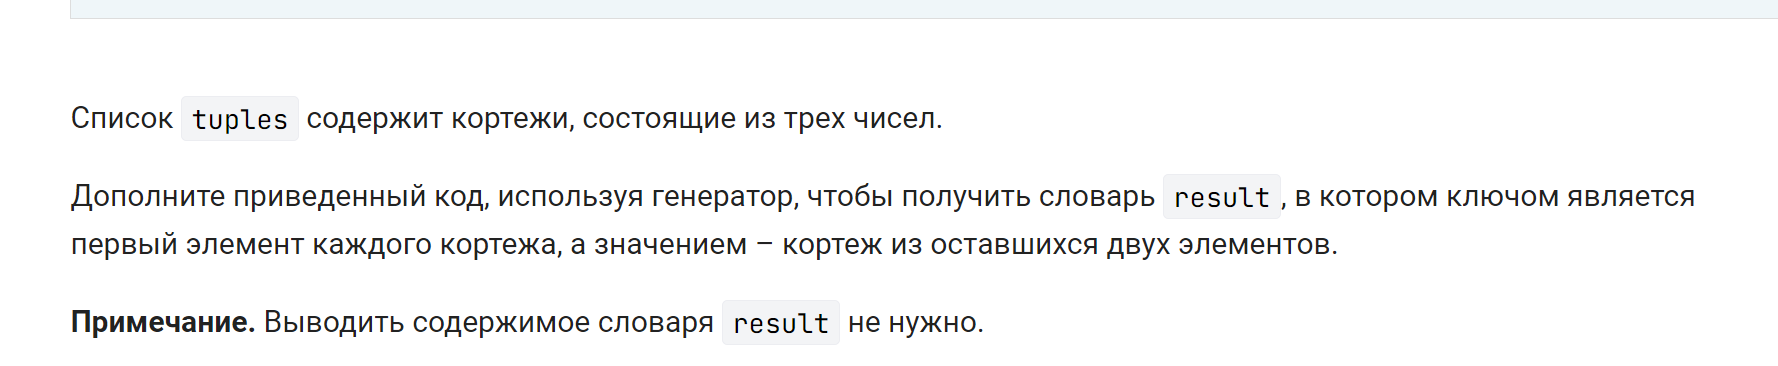 Список tuples содержит кортежи, состоящие из трех чисел.
Дополните приведенный код, используя генератор, чтобы получить словарь result, в котором ключом является
первый элемент каждого кортежа, а значением – кортеж из оставшихся двух элементов.
Примечание. Выводить содержимое словаря result не нужно.